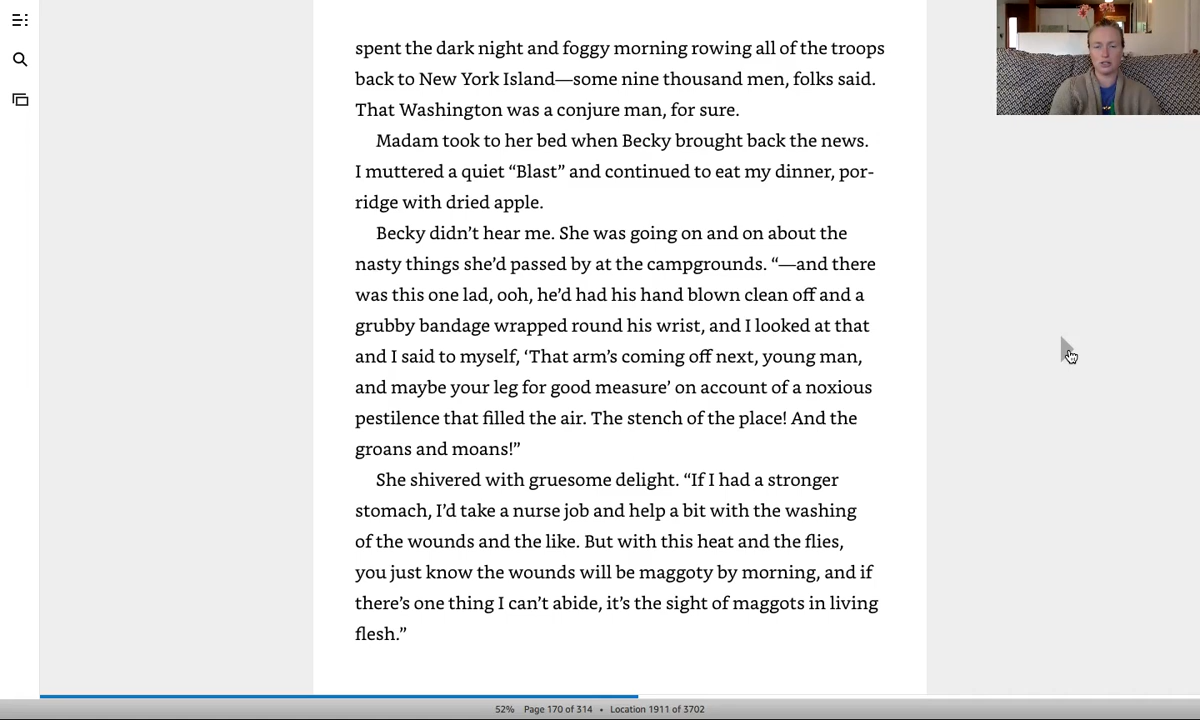 spent the dark night and foggy morning rowing all of the troops
back to New York Island—some nine thousand men, folks said.
That Washington was a conjure man, for sure.
Madam took to her bed when Becky brought back the news.
I muttered a quiet “Blast” and continued to eat my dinner, por-
ridge with dried apple.
Becky didn’t hear me. She was going on and on about the
nasty things she’d passed by at the campgrounds. “—and there
was this one lad, ooh, he’d had his hand blown clean off and a
grubby bandage wrapped round his wrist, and I looked at that
and I said to myself, ‘That arm’s coming off next, young man,
and maybe your leg for good measure’ on account of a noxious
pestilence that filled the air. The stench of the place! And the
groans and moans!”
She shivered with gruesome delight. “If I had a stronger
stomach, I’d take a nurse job and help a bit with the washing
of the wounds and the like. But with this heat and the flies,
you just know the wounds will be maggoty by morning, and if
there’s one thing I can’t abide, it’s the sight of maggots in living
flesh.”
52% Page 170 of 314 • Location 1911 of 3702